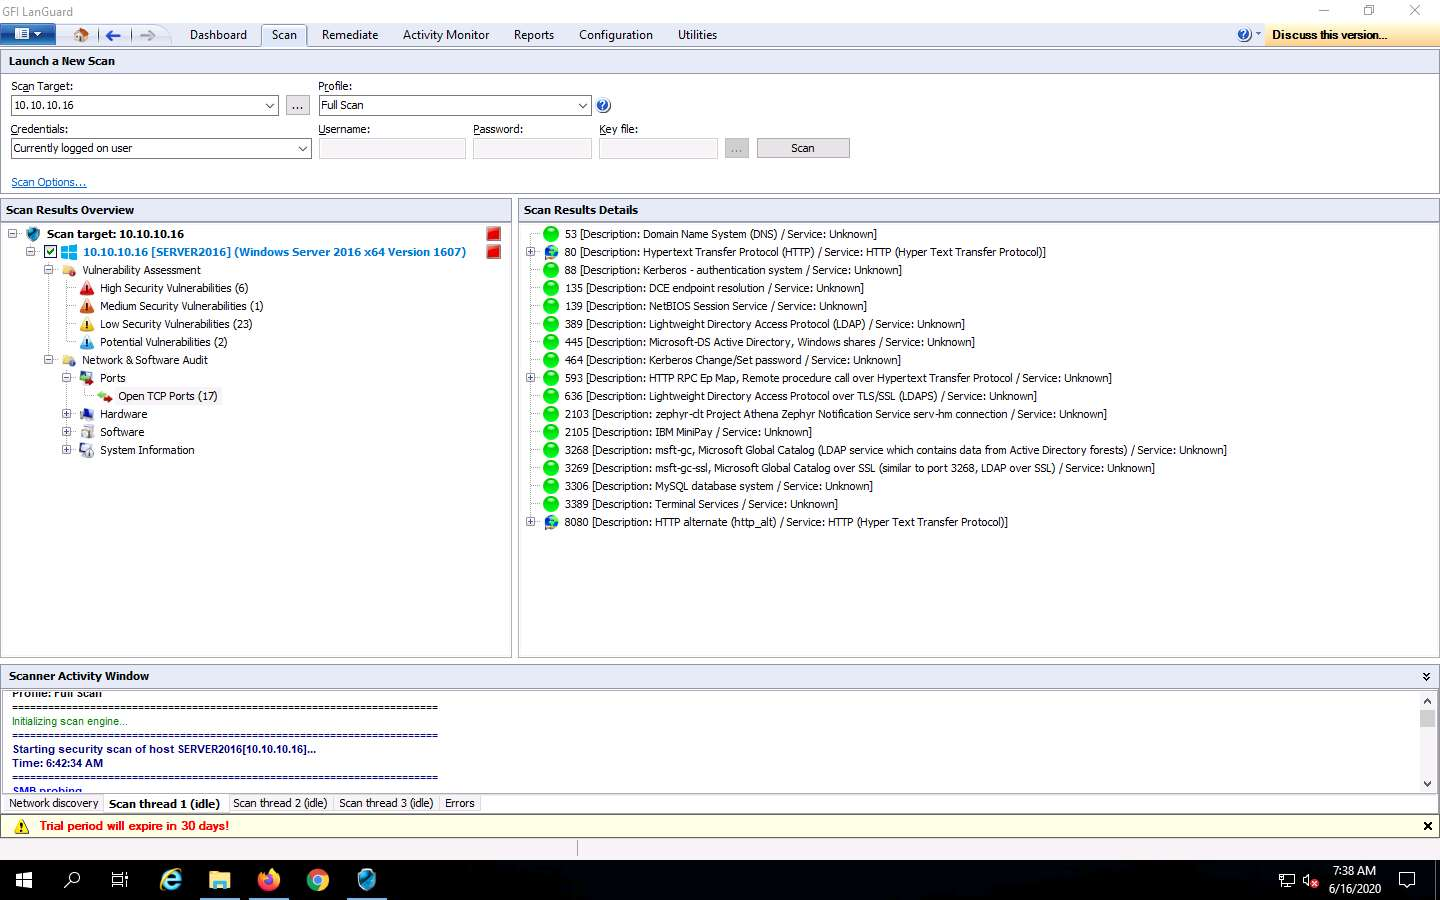 GFI LanGuard
Dashboard Scan Remediate Activity Monitor Reports Configuration Utilities Discuss this version...
Launch a New Scan
Scan Target: Profile:
10.10.10.16 ... Full Scan
Credentials: Username: Password: Key file:
Currently logged on user ... Scan
Scan Options...
Scan Results Overview
Scan target: 10.10.10.16
10.10.10.16 [SERVER2016] (Windows Server 2016 x64 Version 1607)
Vulnerability Assessment
High Security Vulnerabilities (6)
Medium Security Vulnerabilities (1)
Low Security Vulnerabilities (23)
Potential Vulnerabilities (2)
Network & Software Audit
Ports
Open TCP Ports (17)
Hardware
Software
System Information
Scan Results Details
53 [Description: Domain Name System (DNS) / Service: Unknown]
80 [Description: Hypertext Transfer Protocol (HTTP) / Service: HTTP (Hyper Text Transfer Protocol)]
88 [Description: Kerberos - authentication system / Service: Unknown]
135 [Description: DCE endpoint resolution / Service: Unknown]
139 [Description: NetBIOS Session Service / Service: Unknown]
389 [Description: Lightweight Directory Access Protocol (LDAP) / Service: Unknown]
445 [Description: Microsoft-DS Active Directory, Windows shares / Service: Unknown]
464 [Description: Kerberos Change/Set password / Service: Unknown]
593 [Description: HTTP RPC Ep Map, Remote procedure call over Hypertext Transfer Protocol / Service: Unknown]
636 [Description: Lightweight Directory Access Protocol over TLS/SSL (LDAPS) / Service: Unknown]
2103 [Description: zephyr-clt Project Athena Zephyr Notification Service serv-hm connection / Service: Unknown]
2105 [Description: IBM MiniPay / Service: Unknown]
3268 [Description: msft-gc, Microsoft Global Catalog (LDAP service which contains data from Active Directory forests) / Service: Unknown]
3269 [Description: msft-gc-ssl, Microsoft Global Catalog over SSL (similar to port 3268, LDAP over SSL) / Service: Unknown]
3306 [Description: MySQL database system / Service: Unknown]
3389 [Description: Terminal Services / Service: Unknown]
8080 [Description: HTTP alternate (http_alt) / Service: HTTP (Hyper Text Transfer Protocol)]
Scanner Activity Window
Profile: Full Scan
Initializing scan engine...
Starting security scan of host SERVER2016[10.10.10.16]...
Time: 6:42:34 AM
SMB probing
Network discovery Scan thread 1 (idle) Scan thread 2 (idle) Scan thread 3 (idle) Errors
Trial period will expire in 30 days!
7:38 AM
6/16/2020